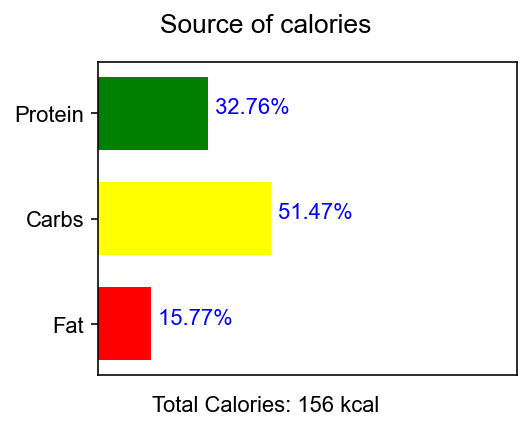 Source of calories
Protein
32.76%
Carbs
51.47%
Fat
15.77%
Total Calories: 156 kcal